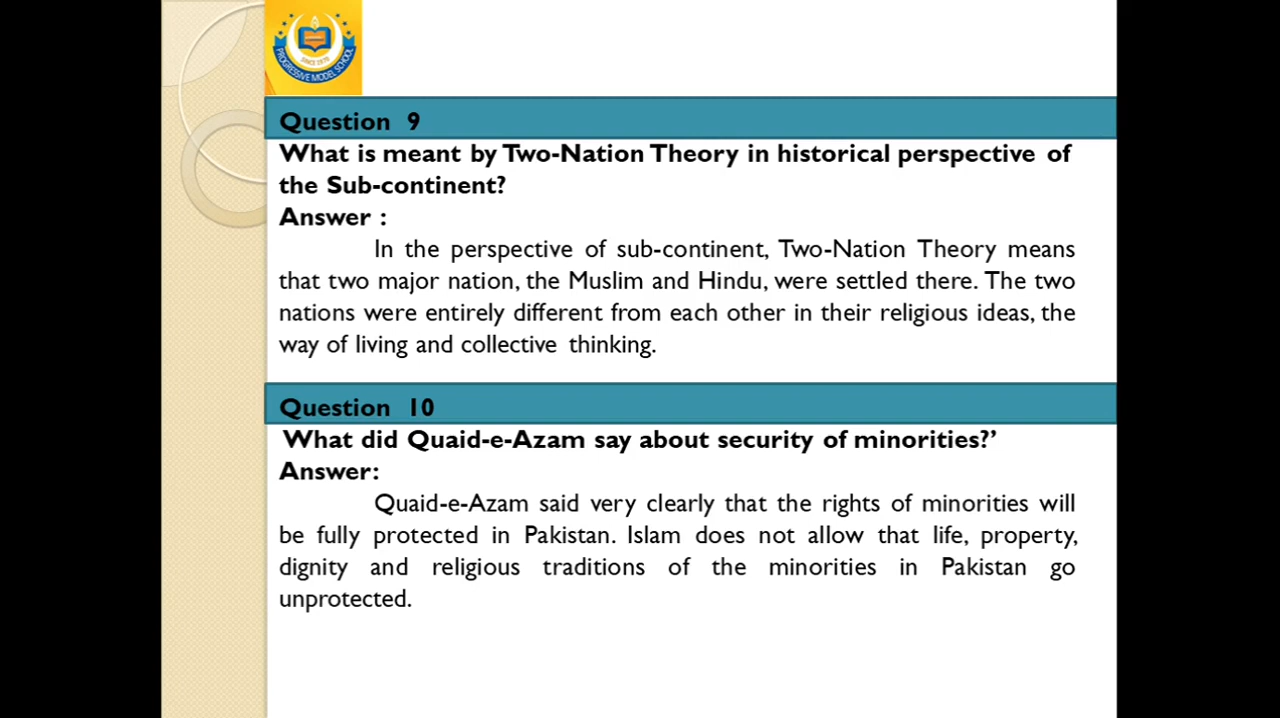 SINCE 1970
PROGRESSIVE MODEL SCHOOL
Question 9
What is meant by Two-Nation Theory in historical perspective of
the Sub-continent?
Answer :
In the perspective of sub-continent, Two-Nation Theory means
that two major nation, the Muslim and Hindu, were settled there. The two
nations were entirely different from each other in their religious ideas, the
way of living and collective thinking.
Question 10
What did Quaid-e-Azam say about security of minorities?’
Answer:
Quaid-e-Azam said very clearly that the rights of minorities will
be fully protected in Pakistan. Islam does not allow that life, property,
dignity and religious traditions of the minorities in Pakistan go
unprotected.